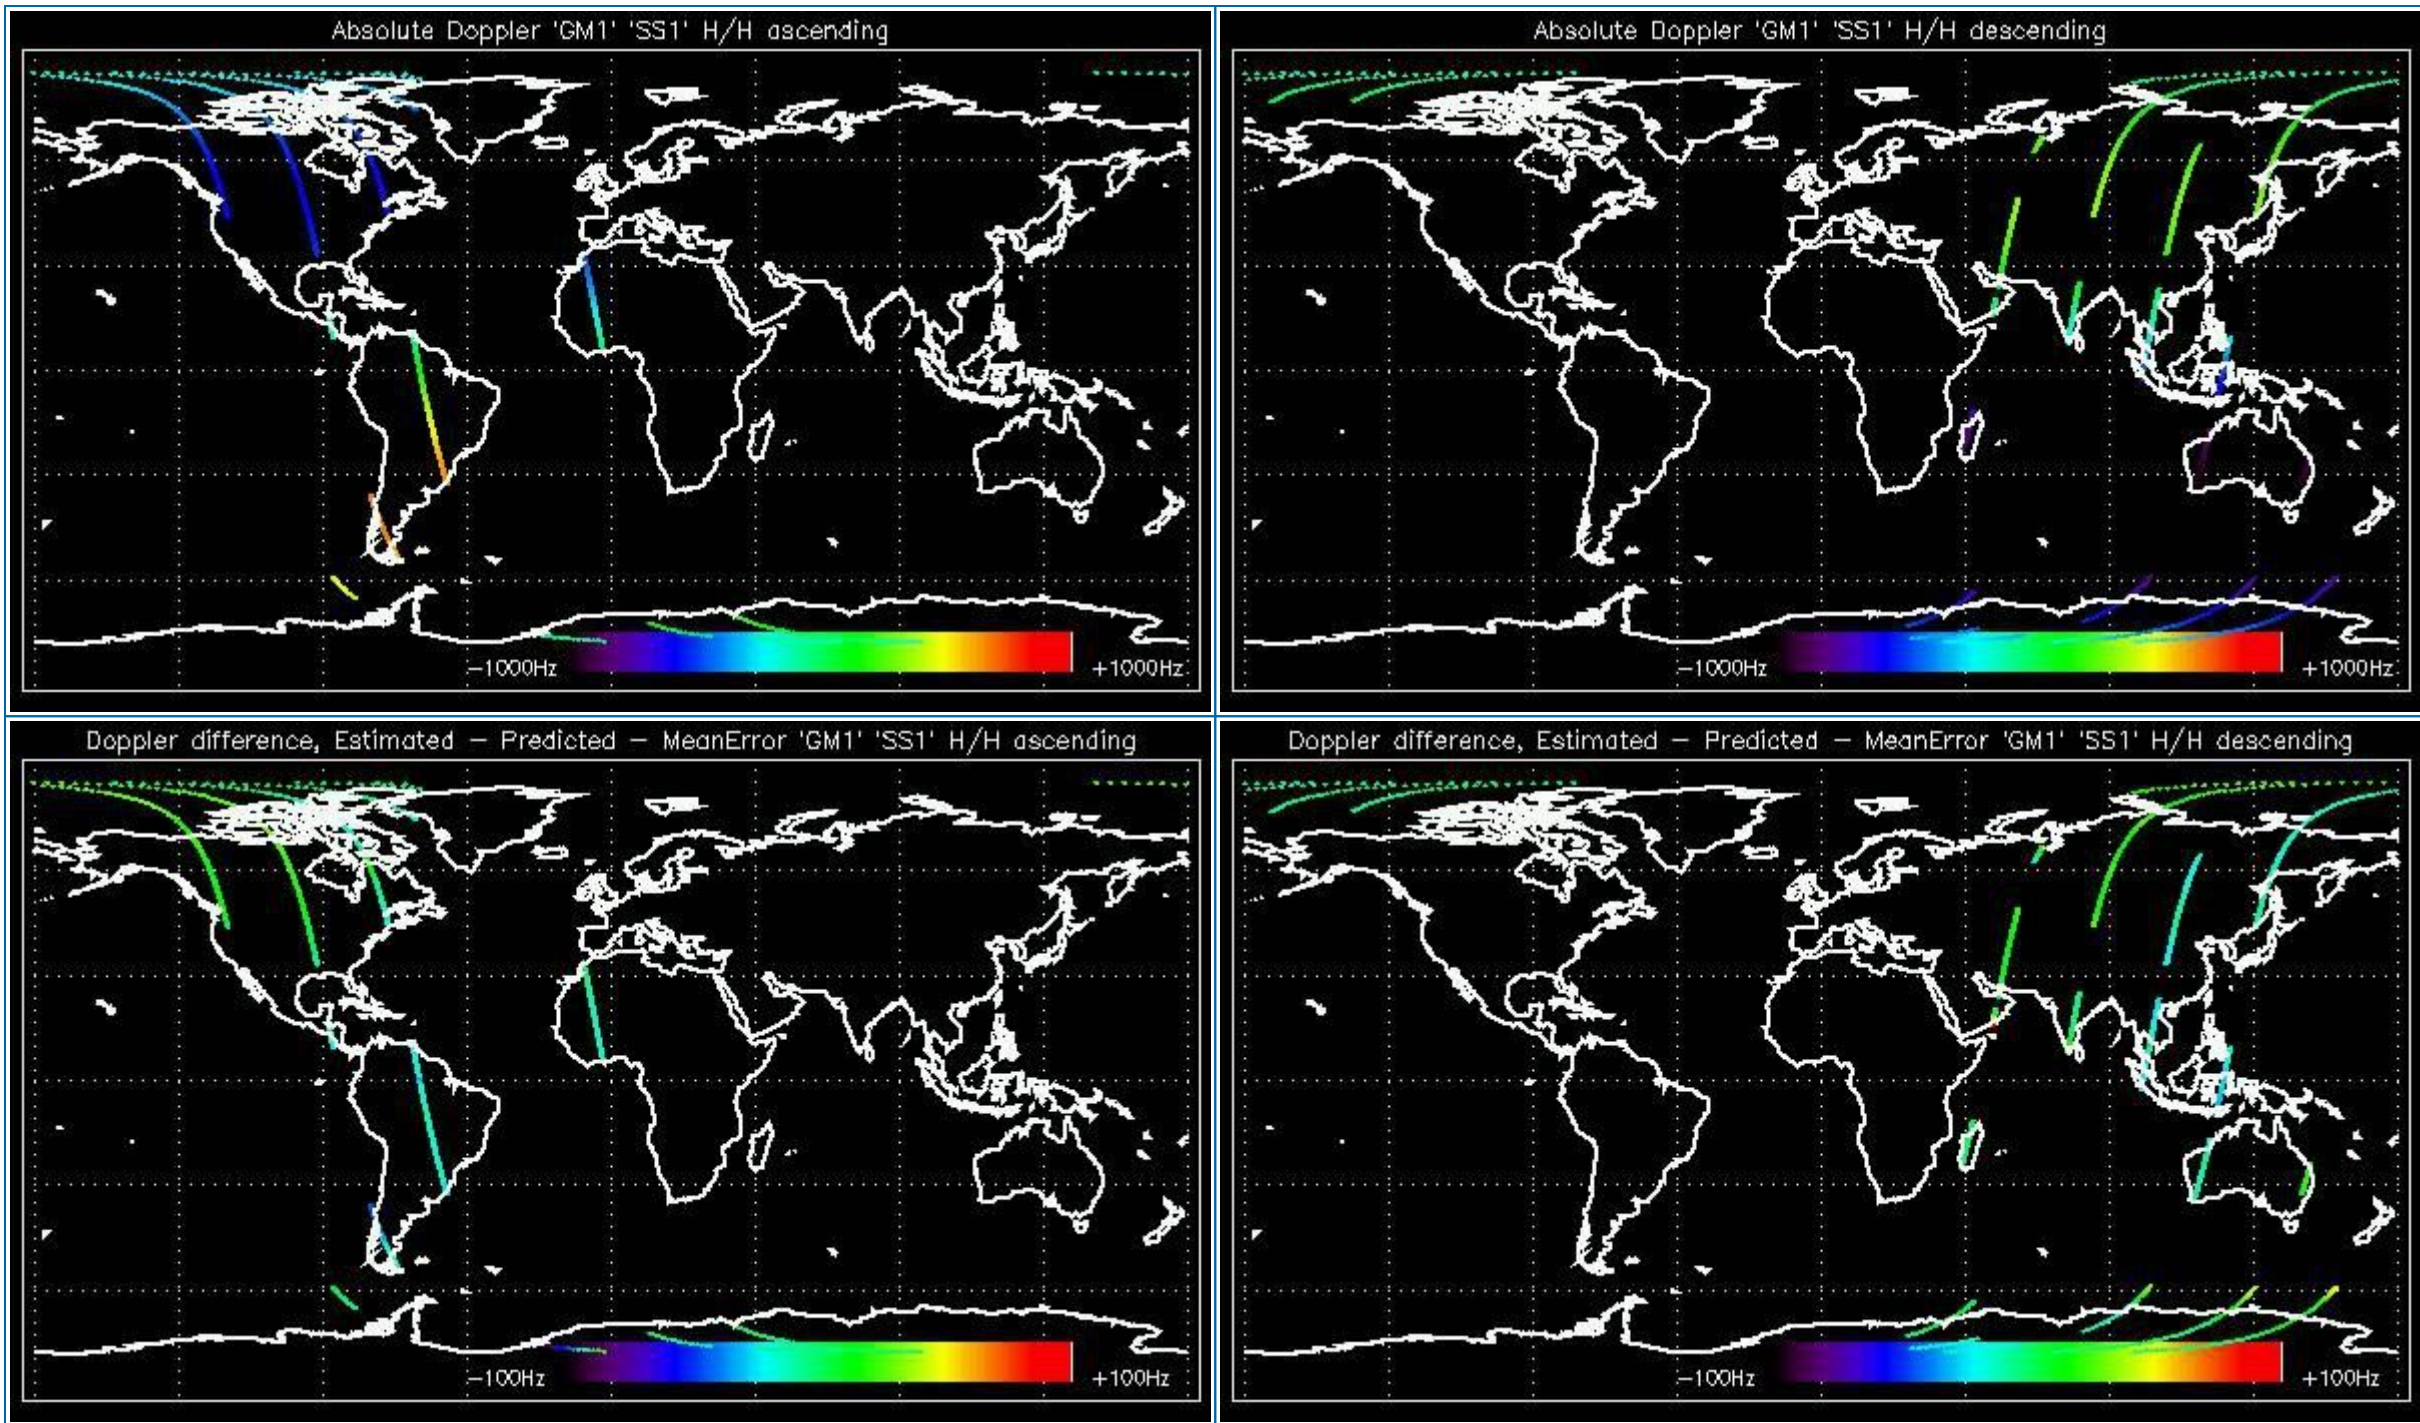 Absolute Doppler 'GM1' 'SS1' H/H ascending
−1000Hz
+1000Hz
Absolute Doppler 'GM1' 'SS1' H/H descending
−1000Hz
+1000Hz
Doppler difference, Estimated − Predicted − MeanError 'GM1' 'SS1' H/H ascending
−100Hz
+100Hz
Doppler difference, Estimated − Predicted − MeanError 'GM1' 'SS1' H/H descending
−100Hz
+100Hz